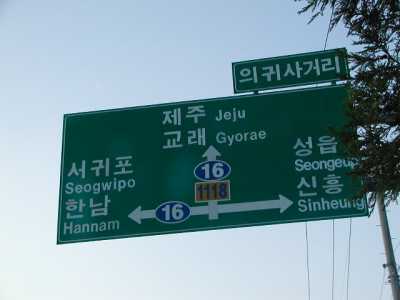 의귀사거리
제주 Jeju
교래 Gyorae
서귀포
Seogwipo
한남
Hannam
16
1118
16
성읍
Seongeup
신흥
Sinheung